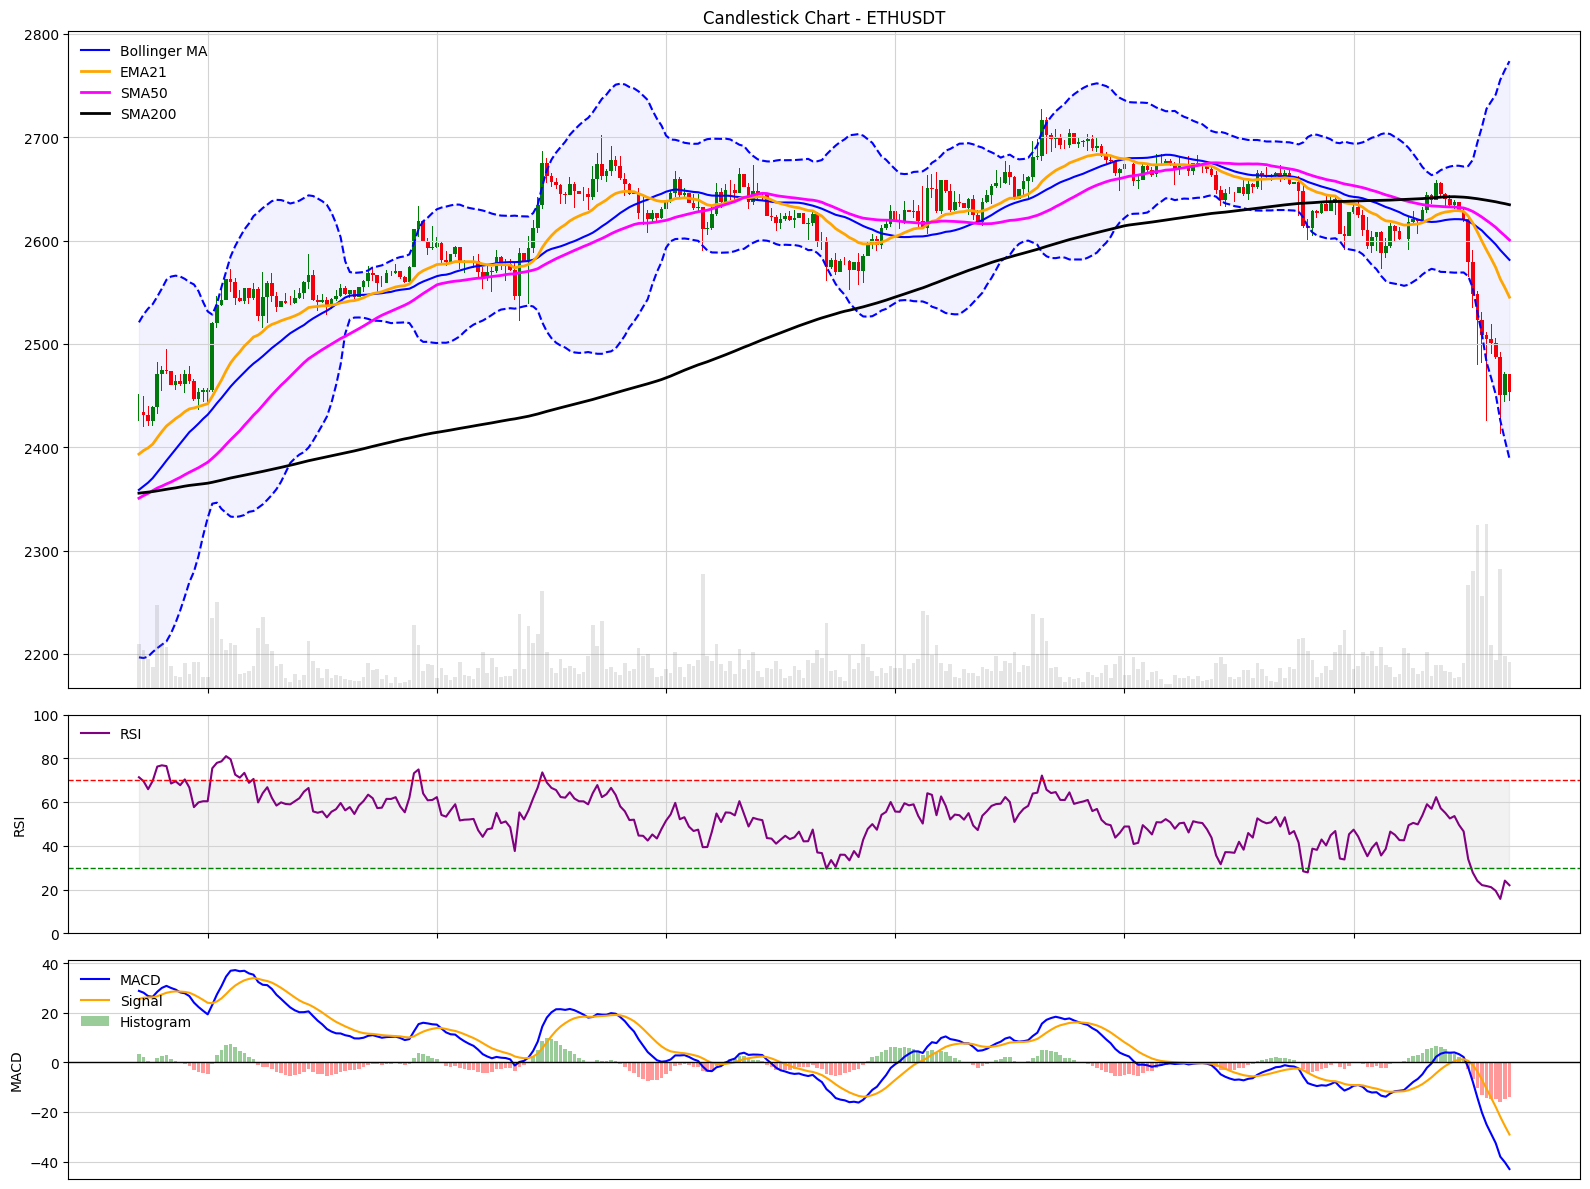 Candlestick Chart - ETHUSDT
2800
2700
2600
2500
2400
2300
2200
Bollinger MA
EMA21
SMA50
SMA200
RSI
100
80
60
40
20
0
RSI
MACD
40
20
0
−20
−40
MACD
Signal
Histogram